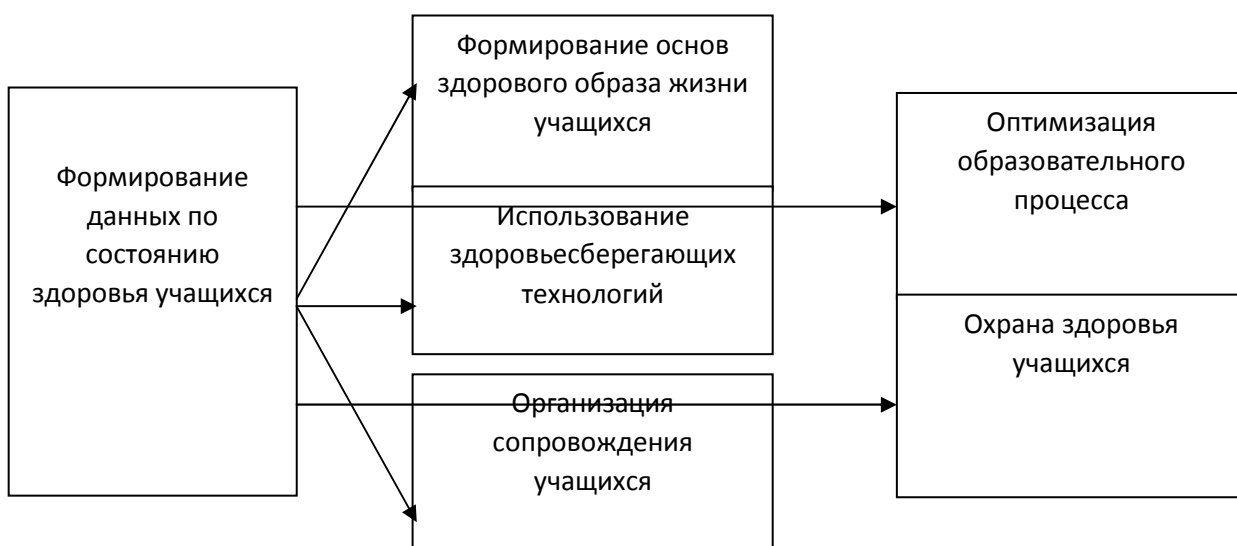 Формирование
данных по
состоянию
здоровья учащихся
Формирование основ
здорового образа жизни
учащихся
Использование
здоровьесберегающих
технологий
Организация
сопровождения
учащихся
Оптимизация
образовательного
процесса
Охрана здоровья
учащихся